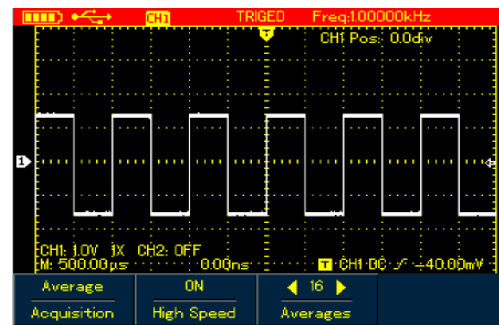 CH1 TRIGED Freq:1.00000kHz
T
CH1 Pos: 0.0div
1
CH1: 1.0V 1X CH2: OFF
M: 500.00μs 0.00ns T CH1 DC -40.00mV
Average ON 16
Acquisition High Speed Averages